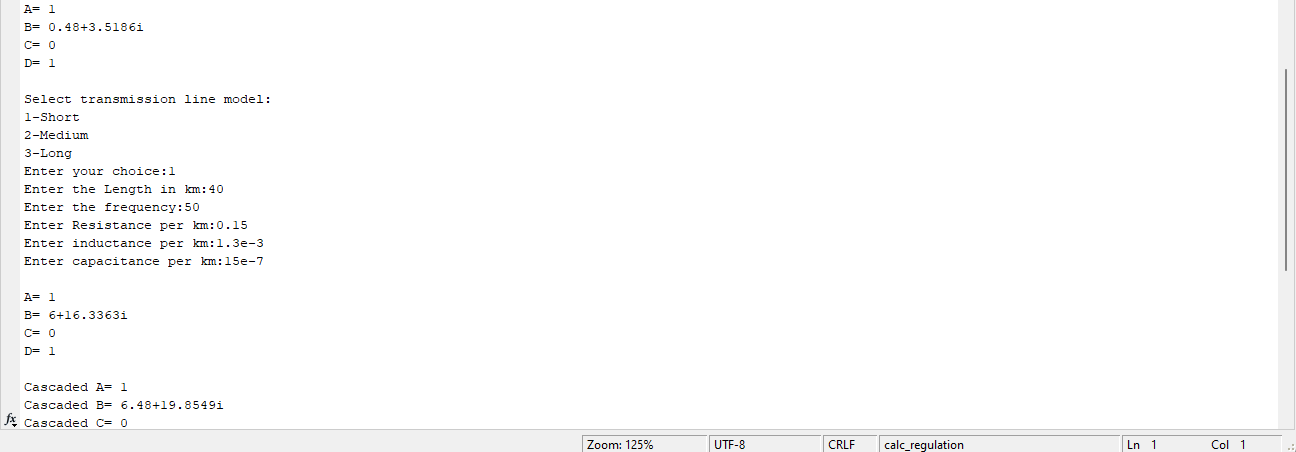 A= 1
B= 0.48+3.5186i
C= 0
D= 1
Select transmission line model:
1-Short
2-Medium
3-Long
Enter your choice:1
Enter the Length in km:40
Enter the frequency:50
Enter Resistance per km:0.15
Enter inductance per km:1.3e-3
Enter capacitance per km:15e-7
A= 1
B= 6+16.3363i
C= 0
D= 1
Cascaded A= 1
Cascaded B= 6.48+19.8549i
fx Cascaded C= 0
Zoom: 125% UTF-8 CRLF calc_regulation Ln 1 Col 1